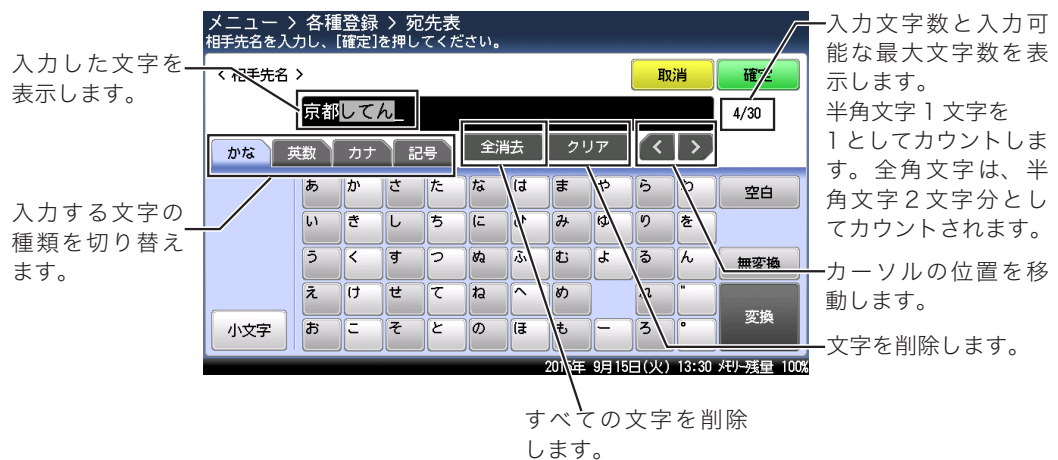 メニュー > 各種登録 > 宛先表
相手先名を入力し、[確定]を押してください。
< 相手先名 >
取消
確定
京都してん_
4/30
かな
英数
カナ
記号
全消去
クリア
<
>
あ か さ た な は ま や ら わ
空白
い き し ち に ひ み ゆ り を
う く す つ ぬ ふ む よ る ん
無変換
え け せ て ね へ め れ "
変換
小文字
お こ そ と の ほ も ー ろ °
2015年 9月15日(火) 13:30 メモリー残量 100%
入力した文字を
表示します。
入力する文字の
種類を切り替え
ます。
入力文字数と入力可
能な最大文字数を表
示します。
半角文字 1 文字を
1としてカウントしま
す。全角文字は、半
角文字2文字分とし
てカウントされます。
カーソルの位置を移
動します。
文字を削除します。
すべての文字を削除
します。